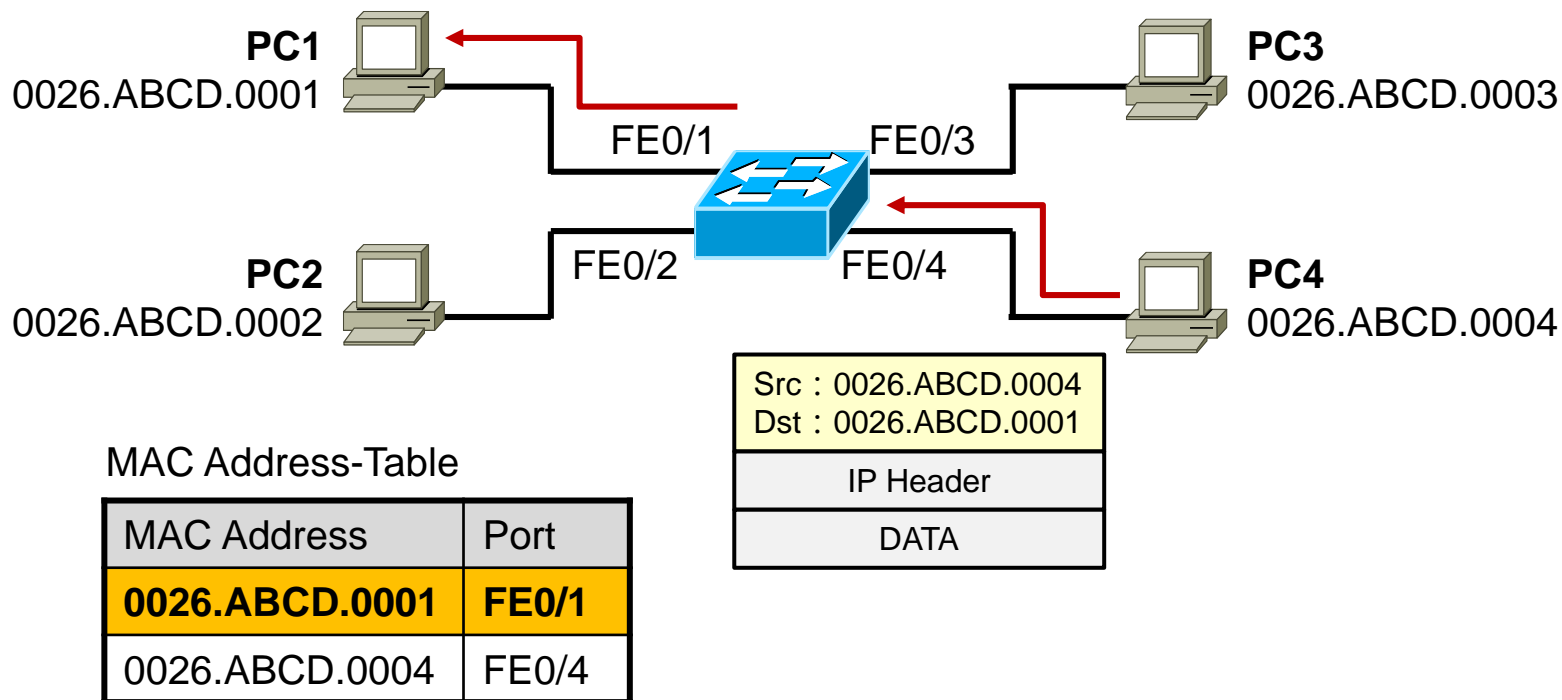 PC1
0026.ABCD.0001
PC3
0026.ABCD.0003
FE0/1
FE0/3
PC2
0026.ABCD.0002
FE0/2
FE0/4
PC4
0026.ABCD.0004
Src：0026.ABCD.0004
Dst：0026.ABCD.0001
IP Header
DATA
MAC Address-Table
MAC Address Port
0026.ABCD.0001 FE0/1
0026.ABCD.0004 FE0/4